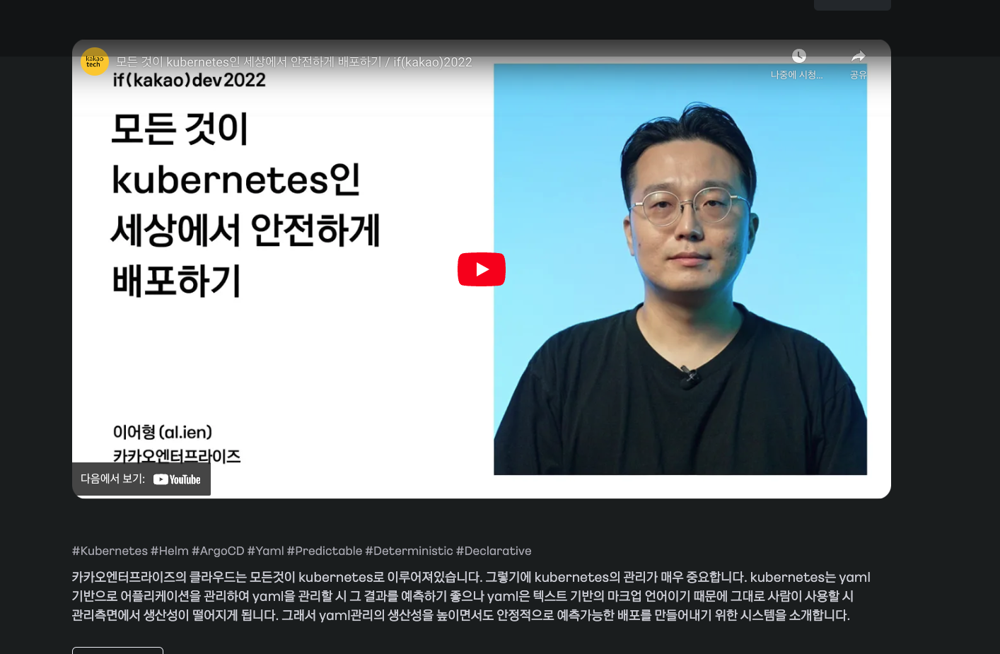 kakao
tech
모든 것이 kubernetes인 세상에서 안전하게 배포하기 / if(kakao)2022
나중에 시청...
공유
if(kakao)dev2022
모든 것이
kubernetes인
세상에서 안전하게
배포하기
이어형 (al.ien)
카카오엔터프라이즈
다음에서 보기: YouTube
#Kubernetes #Helm #ArgoCD #Yaml #Predictable #Deterministic #Declarative
카카오엔터프라이즈의 클라우드는 모든것이 kubernetes로 이루어져있습니다. 그렇기에 kubernetes의 관리가 매우 중요합니다. kubernetes는 yaml
기반으로 어플리케이션을 관리하여 yaml을 관리할 시 그 결과를 예측하기 좋으나 yaml은 텍스트 기반의 마크업 언어이기 때문에 그대로 사람이 사용할 시
관리측면에서 생산성이 떨어지게 됩니다. 그래서 yaml관리의 생산성을 높이면서도 안정적으로 예측가능한 배포를 만들어내기 위한 시스템을 소개합니다.